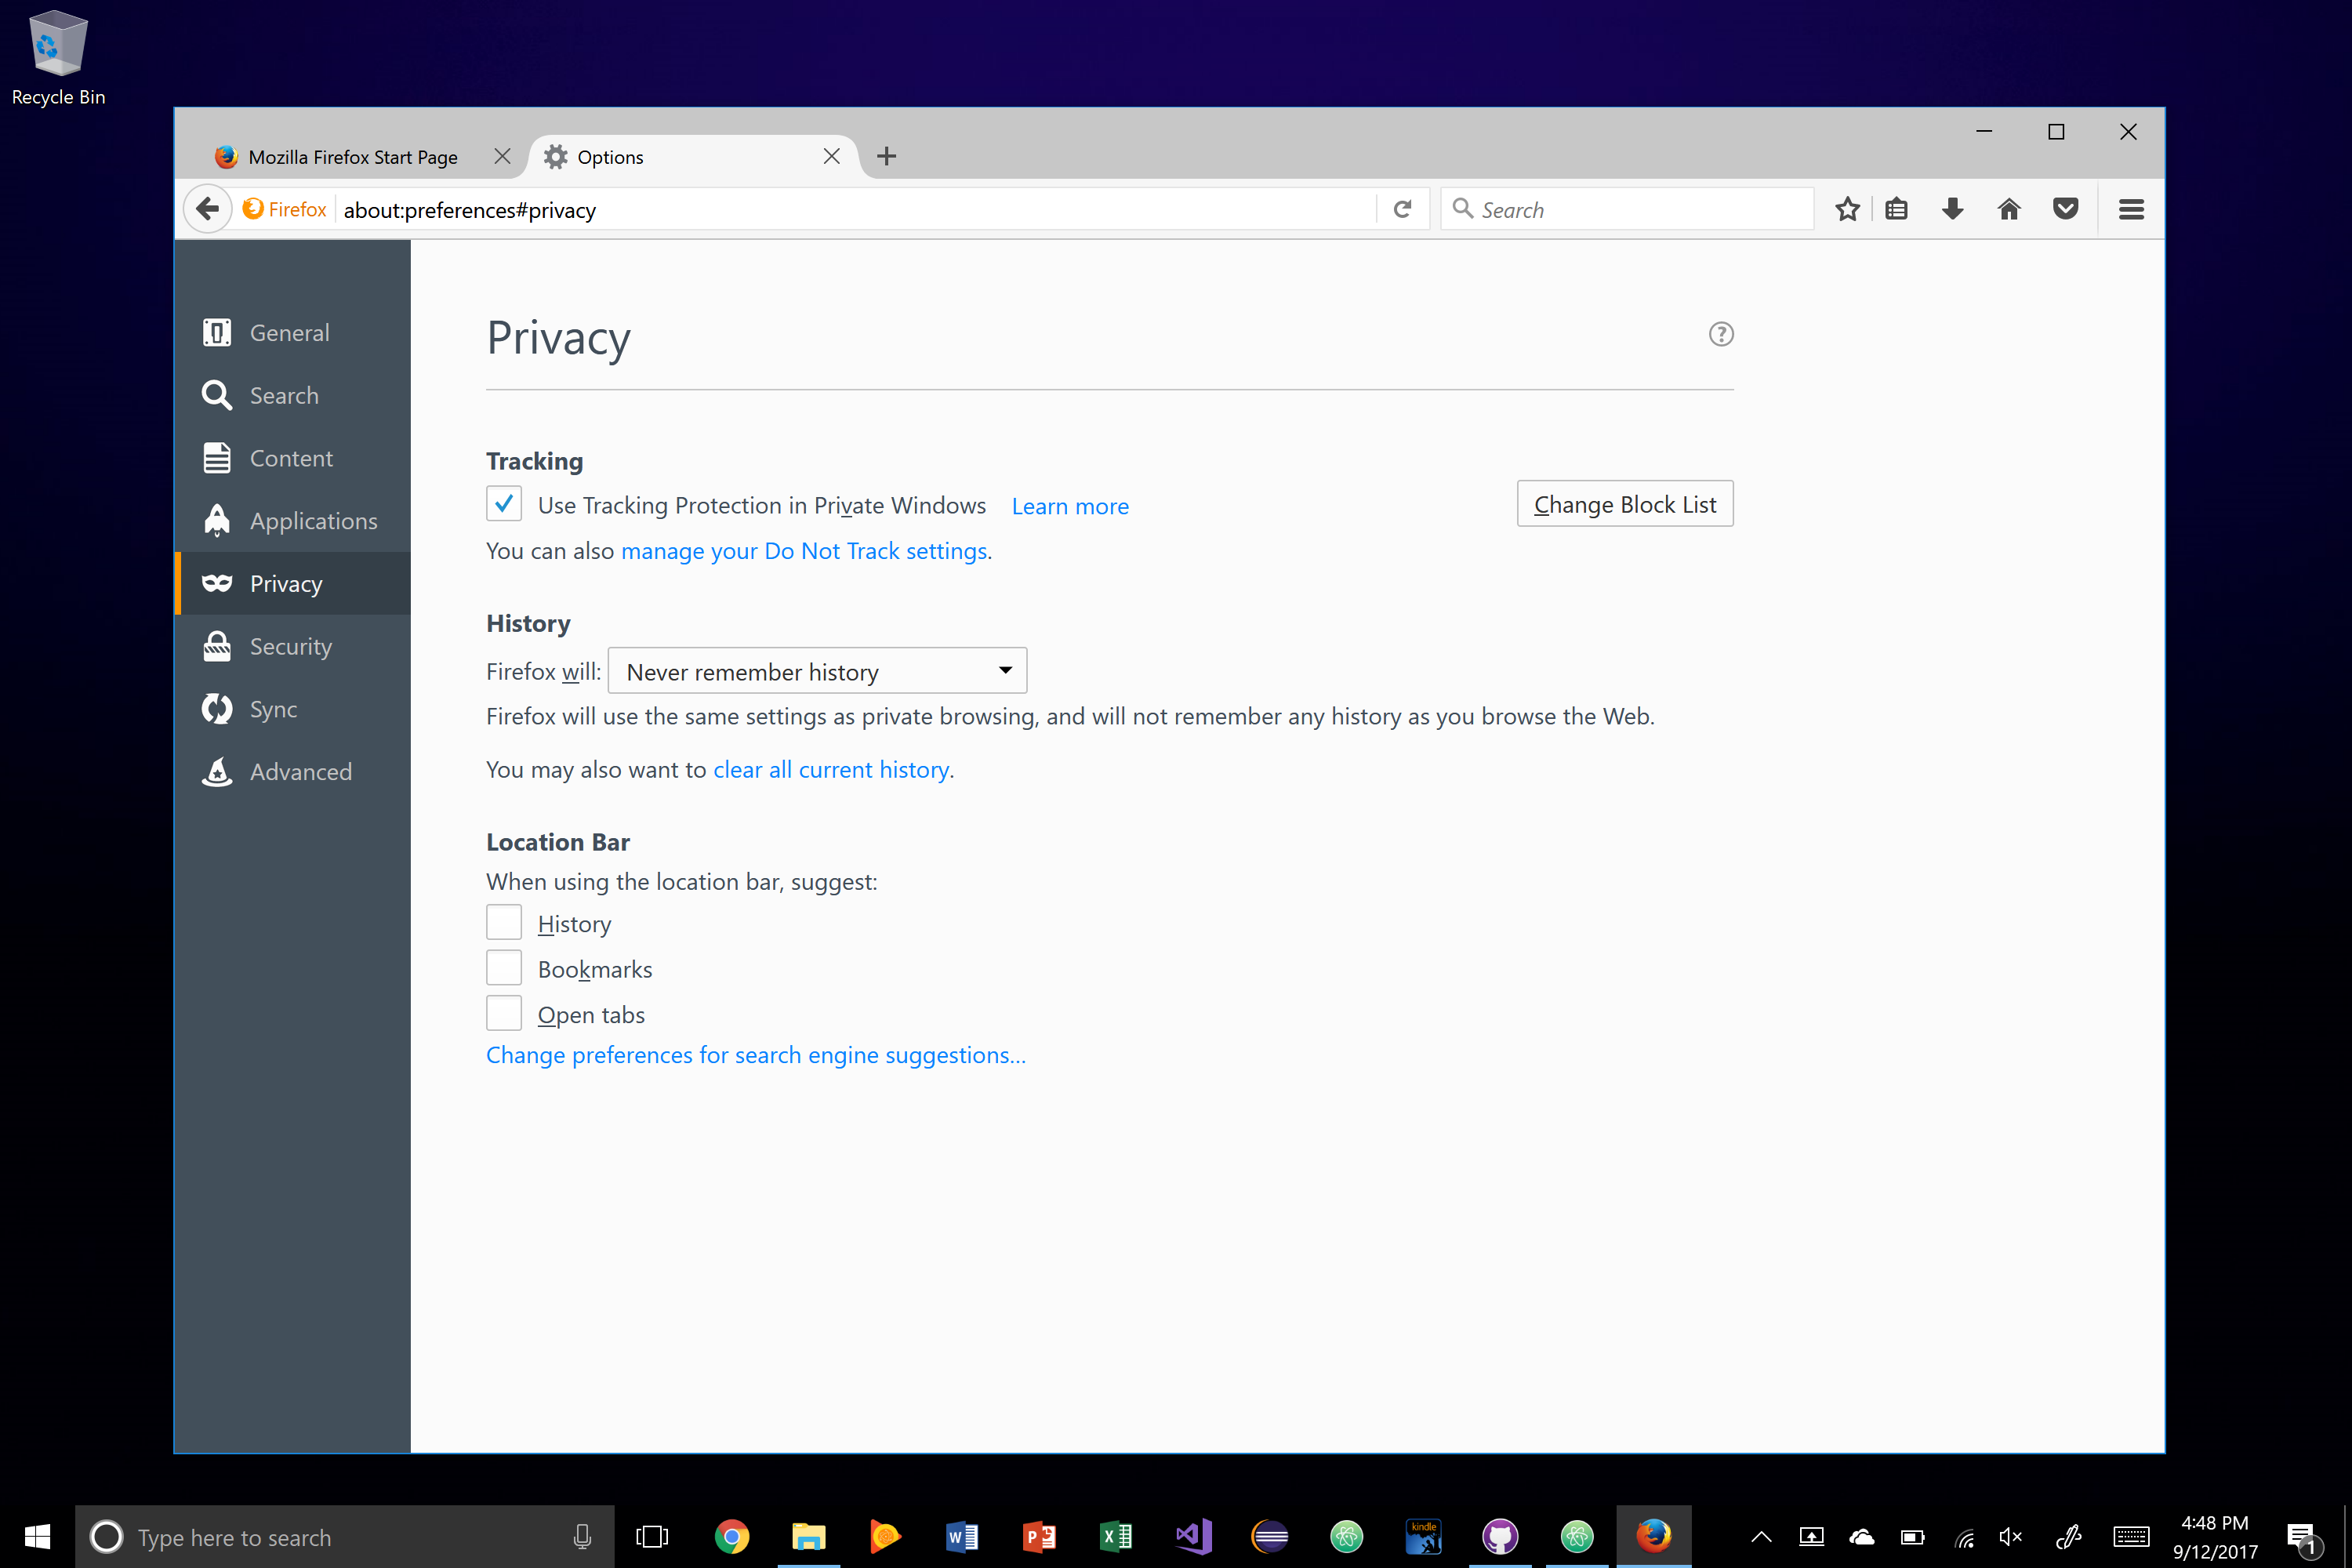 Recycle Bin
Mozilla Firefox Start Page
Options
Firefox
about:preferences#privacy
Search
General
Search
Content
Applications
Privacy
Security
Sync
Advanced
Privacy
?
Tracking
Use Tracking Protection in Private Windows Learn more
Change Block List
You can also manage your Do Not Track settings.
History
Firefox will: Never remember history
Firefox will use the same settings as private browsing, and will not remember any history as you browse the Web.
You may also want to clear all current history.
Location Bar
When using the location bar, suggest:
History
Bookmarks
Open tabs
Change preferences for search engine suggestions...
Type here to search
W
P
X
kindle
4:48 PM
9/12/2017
1